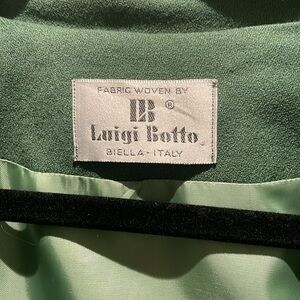 FABRIC WOVEN BY
LB ®
Luigi Botto
BIELLA - ITALY